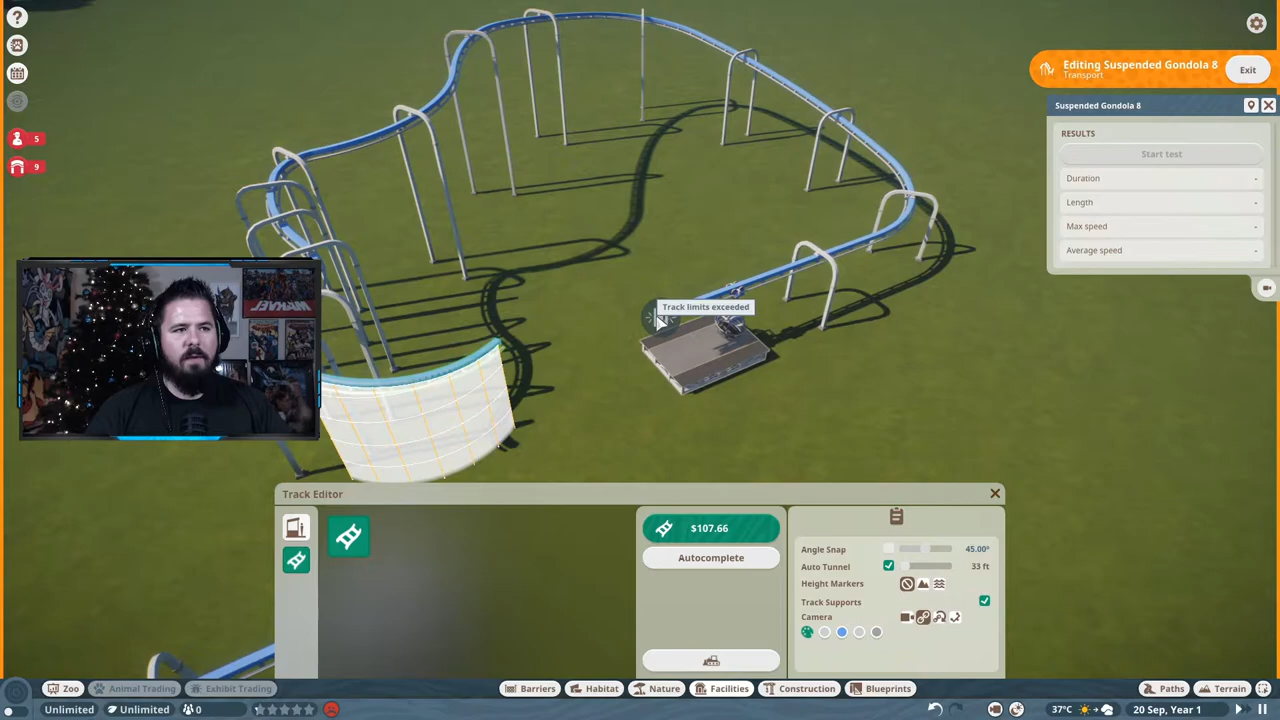 ?
Editing Suspended Gondola 8
Transport
Exit
Suspended Gondola 8
RESULTS
Start test
Duration -
Length -
Max speed -
Average speed -
5
9
Track limits exceeded
Track Editor
$107.66
Autocomplete
Angle Snap 45.00°
Auto Tunnel 33 ft
Height Markers
Track Supports
Camera
Zoo
Animal Trading
Exhibit Trading
Barriers
Habitat
Nature
Facilities
Construction
Blueprints
Paths
Terrain
Unlimited
Unlimited
0
37°C
20 Sep, Year 1